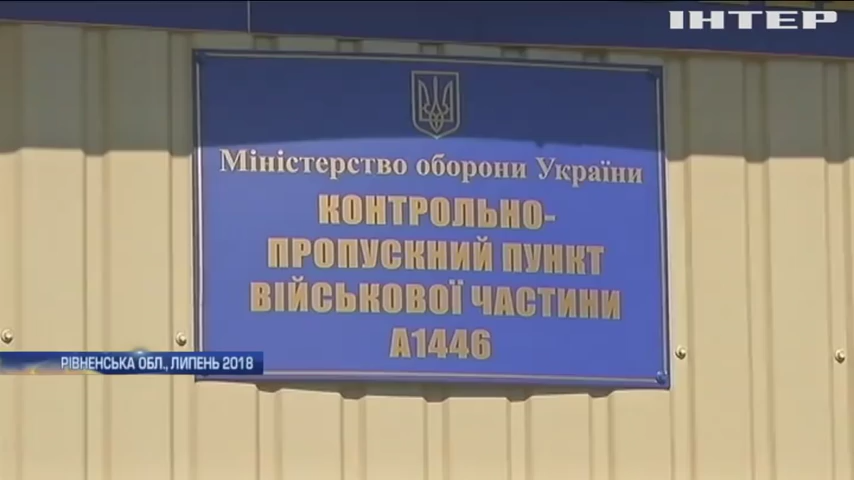 ІНТЕР
Міністерство оборони України
КОНТРОЛЬНО-
ПРОПУСКНИЙ ПУНКТ
ВІЙСЬКОВОЇ ЧАСТИНИ
А1446
РІВНЕНСЬКА ОБЛ., ЛИПЕНЬ 2018